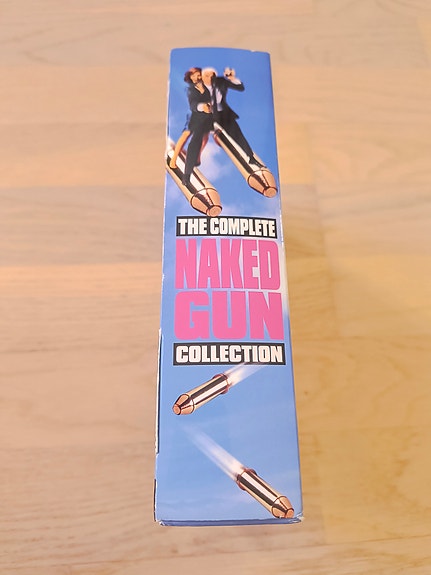 THE COMPLETE
NAKED
GUN
COLLECTION